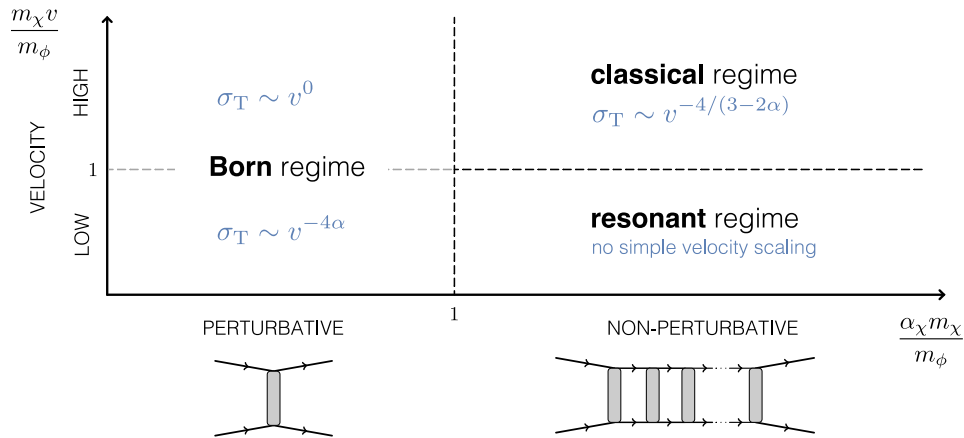 m_χ v / m_φ
VELOCITY
HIGH
LOW
1
σ_T ∼ v^0
Born regime
σ_T ∼ v^{−4α}
classical regime
σ_T ∼ v^{−4/(3−2α)}
resonant regime
no simple velocity scaling
1
PERTURBATIVE
NON-PERTURBATIVE
α_χ m_χ / m_φ